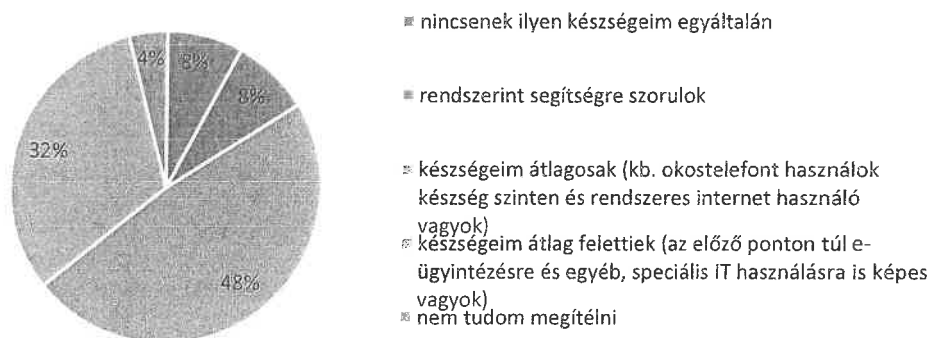 4%
8%
8%
32%
48%
nincsenek ilyen készségeim egyáltalán
rendszerint segítségre szorulok
készségeim átlagosak (kb. okostelefont használok
készség szinten és rendszeres internet használó
vagyok)
készségeim átlag felettiek (az előző ponton túl e-
ügyintézésre és egyéb, speciális IT használásra is képes
vagyok)
nem tudom megítélni